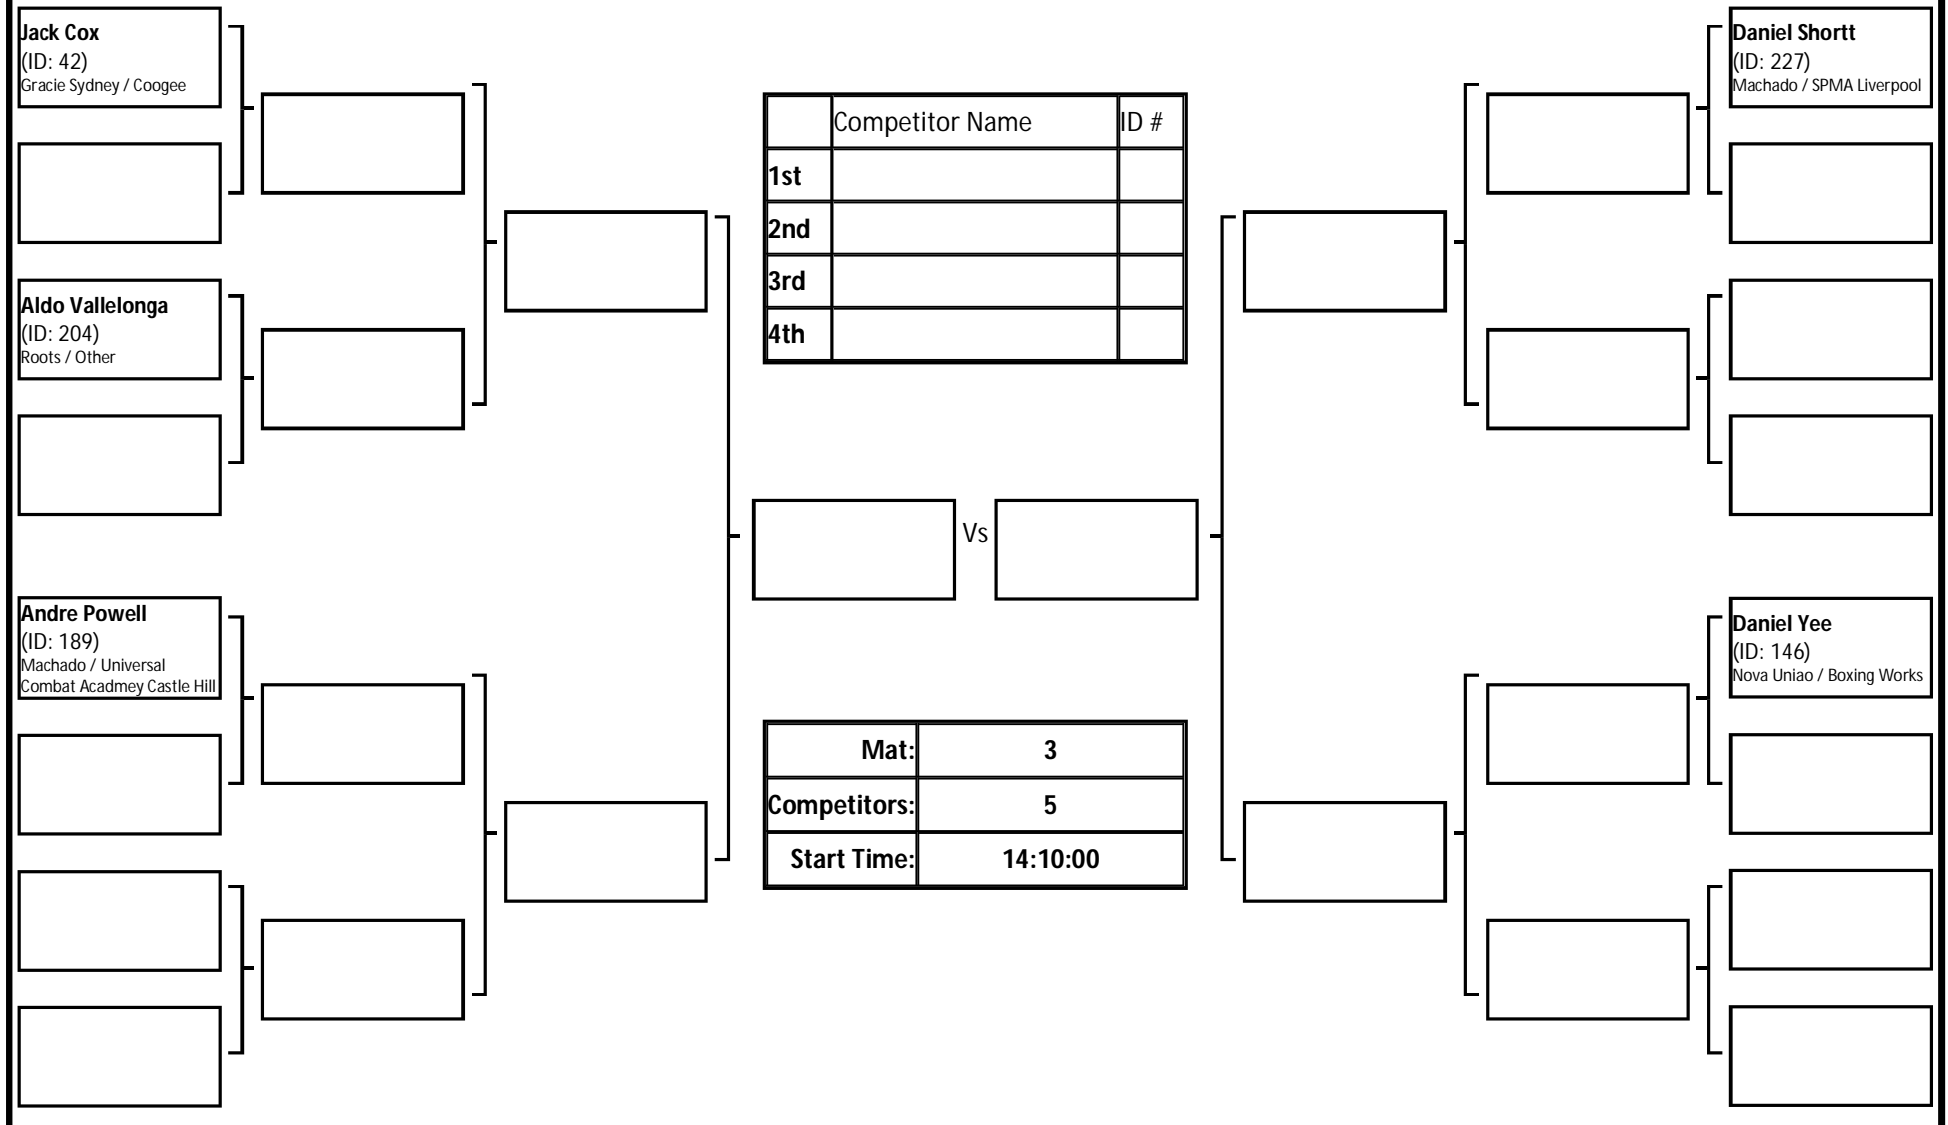 Jack Cox
(ID: 42)
Gracie Sydney / Coogee
Aldo Vallelonga
(ID: 204)
Roots / Other
Andre Powell
(ID: 189)
Machado / Universal
Combat Acadmey Castle Hill
Competitor Name ID #
1st
2nd
3rd
4th
Vs
Mat: 3
Competitors: 5
Start Time: 14:10:00
Daniel Shortt
(ID: 227)
Machado / SPMA Liverpool
Daniel Yee
(ID: 146)
Nova Uniao / Boxing Works